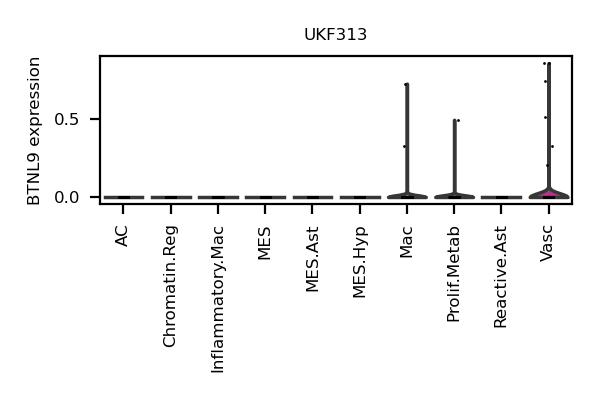 UKF313
BTNL9 expression
0.5
0.0
AC
Chromatin.Reg
Inflammatory.Mac
MES
MES.Ast
MES.Hyp
Mac
Prolif.Metab
Reactive.Ast
Vasc